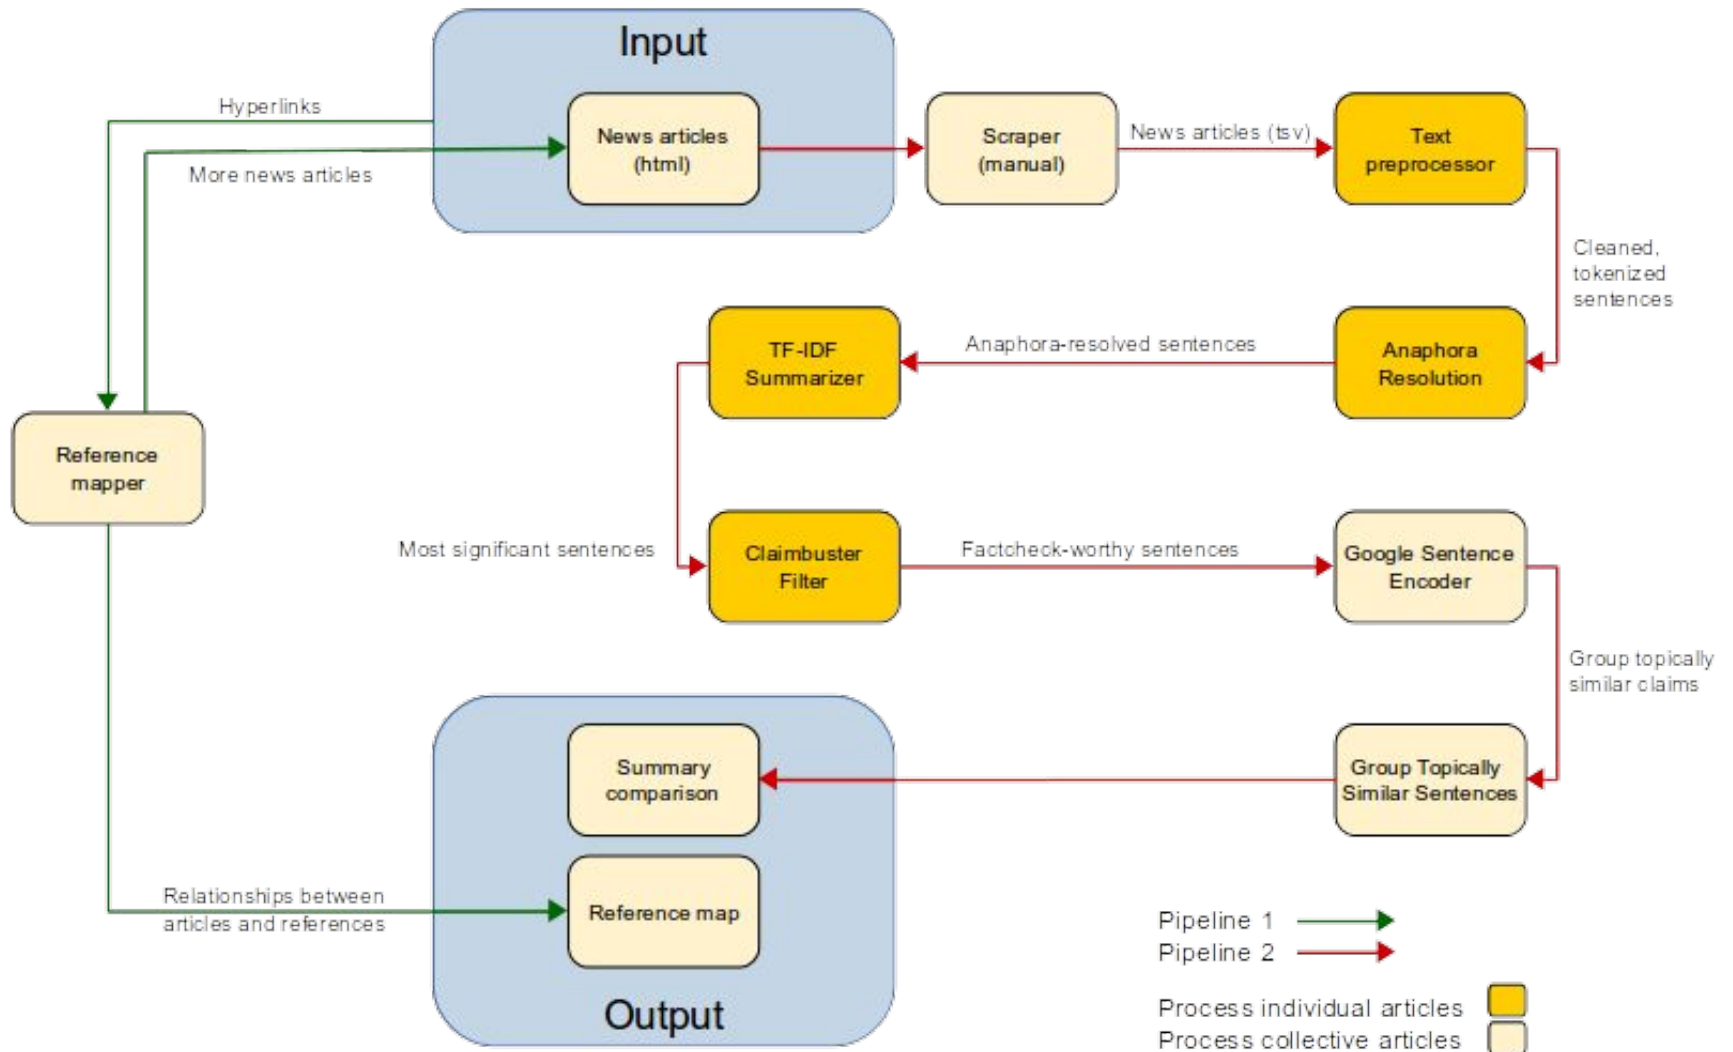 Input
Hyperlinks
News articles
(html)
More news articles
Scraper
(manual)
News articles (tsv)
Text
preprocessor
Cleaned,
tokenized
sentences
TF-IDF
Summarizer
Anaphora-resolved sentences
Anaphora
Resolution
Reference
mapper
Most significant sentences
Claimbuster
Filter
Factcheck-worthy sentences
Google Sentence
Encoder
Group topically
similar claims
Summary
comparison
Group Topically
Similar Sentences
Relationships between
articles and references
Reference map
Output
Pipeline 1
Pipeline 2
Process individual articles
Process collective articles